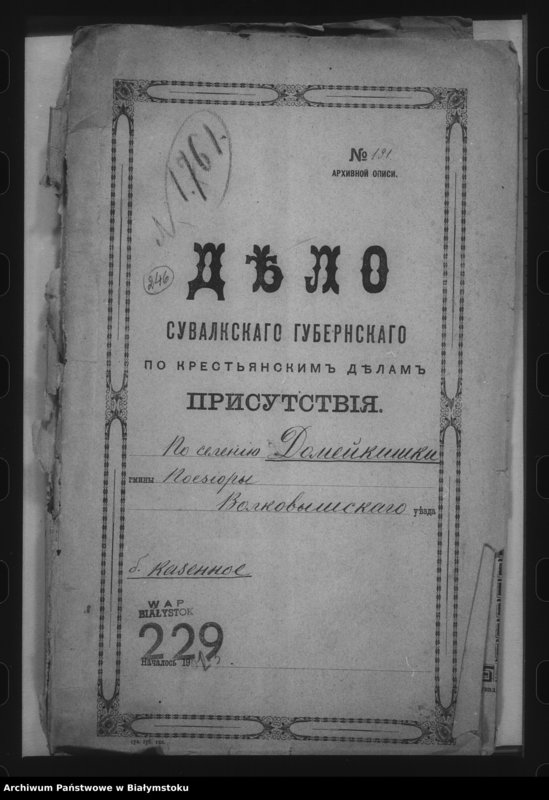 № 1761.
№ 191.
АРХИВНОЙ ОПИСИ.
246
ДѢЛО
СУВАЛКСКАГО ГУБЕРНСКАГО
ПО КРЕСТЬЯНСКИМЪ ДѢЛАМЪ
ПРИСУТСТВІЯ.
По селенію Домейкишки
гмины Поезіоры
Волковышскаго уѣзда
б. казенное
WAP
BIAŁYSTOK
229
Началось 19
Archiwum Państwowe w Białymstoku